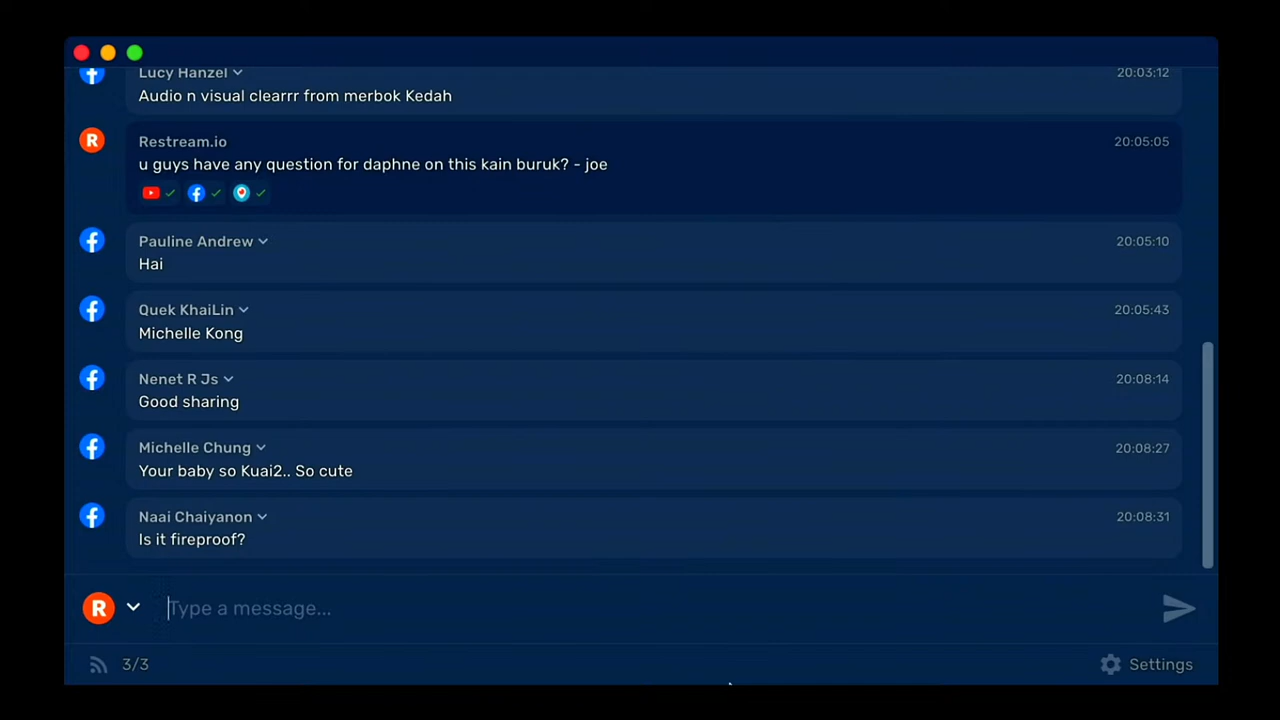 Lucy Hanzel
20:03:12
Audio n visual clearrr from merbok Kedah
R
Restream.io
20:05:05
u guys have any question for daphne on this kain buruk? - joe
Pauline Andrew
20:05:10
Hai
Quek KhaiLin
20:05:43
Michelle Kong
Nenet R Js
20:08:14
Good sharing
Michelle Chung
20:08:27
Your baby so Kuai2.. So cute
Naai Chaiyanon
20:08:31
Is it fireproof?
R
Type a message...
3/3
Settings